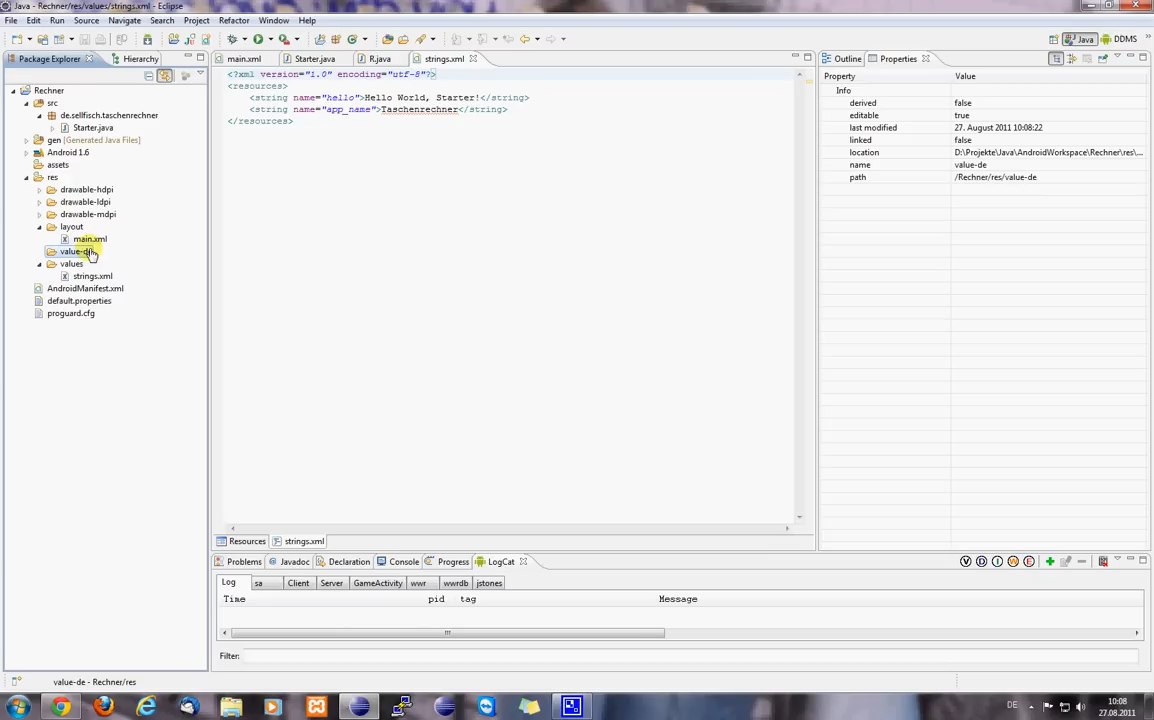 Java - Rechner/res/values/strings.xml - Eclipse
File Edit Run Source Navigate Search Project Refactor Window Help
Java DDMS
Package Explorer Hierarchy
main.xml Starter.java R.java strings.xml
Outline Properties
Rechner
src
de.sellfisch.taschenrechner
Starter.java
gen [Generated Java Files]
Android 1.6
assets
res
drawable-hdpi
drawable-ldpi
drawable-mdpi
layout
main.xml
value-de
values
strings.xml
AndroidManifest.xml
default.properties
proguard.cfg
<?xml version="1.0" encoding="utf-8"?>
<resources>
<string name="hello">Hello World, Starter!</string>
<string name="app_name">Taschenrechner</string>
</resources>
Resources strings.xml
Property Value
Info
derived false
editable true
last modified 27. August 2011 10:08:22
linked false
location D:\Projekte\Java\AndroidWorkspace\Rechner\res\...
name value-de
path /Rechner/res/value-de
Problems Javadoc Declaration Console Progress LogCat
Log sa Client Server GameActivity wwr wwrdb jstones
Time pid tag Message
Filter:
value-de - Rechner/res
DE 10:08
27.08.2011